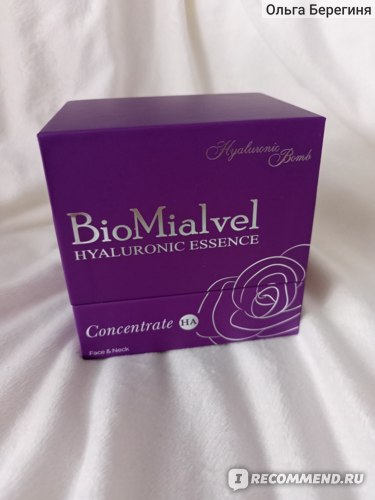 Ольга Берегиня
Hyaluronic
Bomb
BioMialvel
HYALURONIC ESSENCE
Concentrate HA
Face & Neck
IRECOMMEND.RU